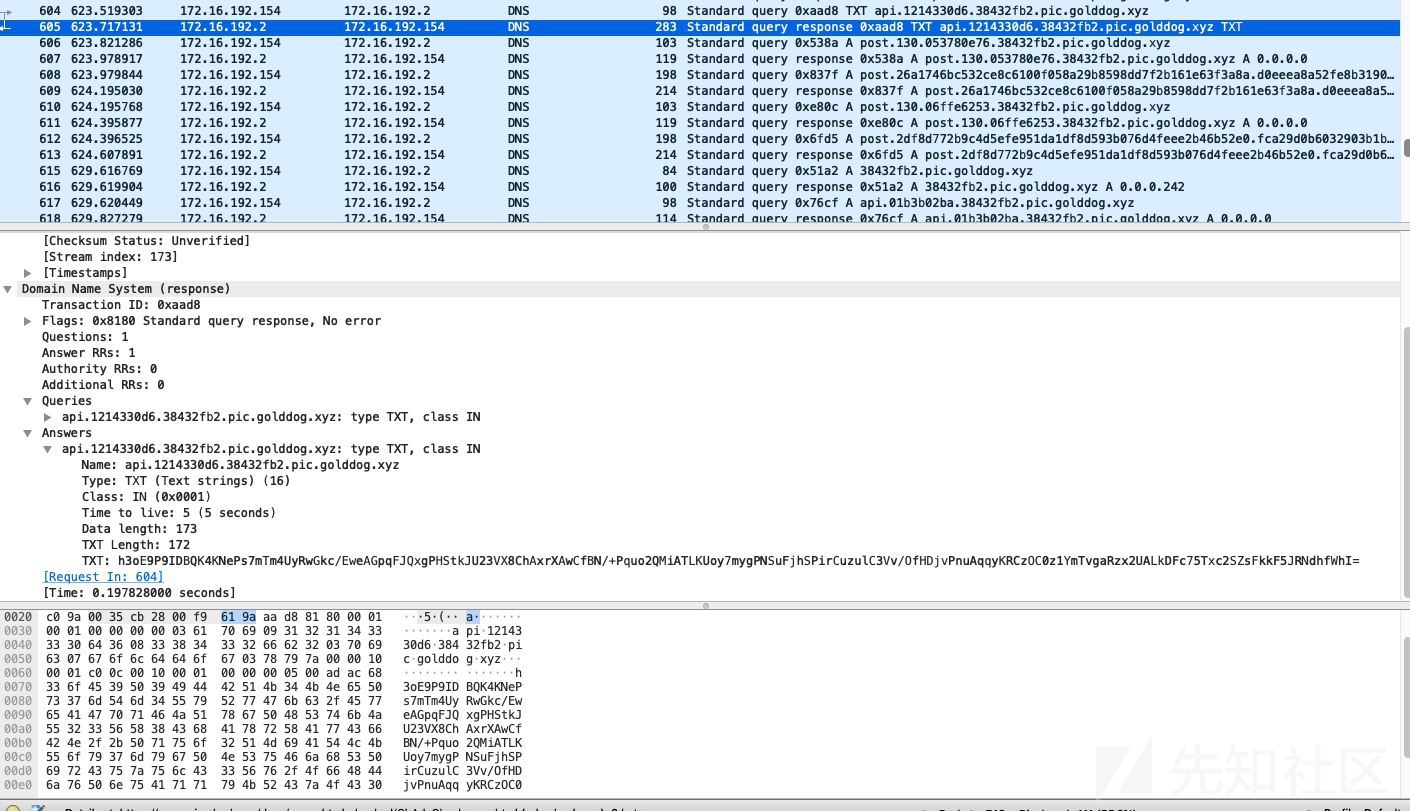 604 623.519303 172.16.192.154 172.16.192.2 DNS 98 Standard query 0xaad8 TXT api.1214330d6.38432fb2.pic.golddog.xyz
605 623.717131 172.16.192.2 172.16.192.154 DNS 283 Standard query response 0xaad8 TXT api.1214330d6.38432fb2.pic.golddog.xyz TXT
606 623.821286 172.16.192.154 172.16.192.2 DNS 103 Standard query 0x538a A post.130.053780e76.38432fb2.pic.golddog.xyz
607 623.978917 172.16.192.2 172.16.192.154 DNS 119 Standard query response 0x538a A post.130.053780e76.38432fb2.pic.golddog.xyz A 0.0.0.0
608 623.979844 172.16.192.154 172.16.192.2 DNS 198 Standard query 0x837f A post.26a1746bc532ce8c6100f058a29b8598dd7f2b161e63f3a8a.d0eeea8a52fe8b3190…
609 624.195030 172.16.192.2 172.16.192.154 DNS 214 Standard query response 0x837f A post.26a1746bc532ce8c6100f058a29b8598dd7f2b161e63f3a8a.d0eeea8a5…
610 624.195768 172.16.192.154 172.16.192.2 DNS 103 Standard query 0xe80c A post.130.06ffe6253.38432fb2.pic.golddog.xyz
611 624.395877 172.16.192.2 172.16.192.154 DNS 119 Standard query response 0xe80c A post.130.06ffe6253.38432fb2.pic.golddog.xyz A 0.0.0.0
612 624.396525 172.16.192.154 172.16.192.2 DNS 198 Standard query 0x6fd5 A post.2df8d772b9c4d5efe951da1df8d593b076d4feee2b46b52e0.fca29d0b6032903b1b…
613 624.607891 172.16.192.2 172.16.192.154 DNS 214 Standard query response 0x6fd5 A post.2df8d772b9c4d5efe951da1df8d593b076d4feee2b46b52e0.fca29d0b6…
615 629.616769 172.16.192.154 172.16.192.2 DNS 84 Standard query 0x51a2 A 38432fb2.pic.golddog.xyz
616 629.619904 172.16.192.2 172.16.192.154 DNS 100 Standard query response 0x51a2 A 38432fb2.pic.golddog.xyz A 0.0.0.242
617 629.620449 172.16.192.154 172.16.192.2 DNS 98 Standard query 0x76cf A api.01b3b02ba.38432fb2.pic.golddog.xyz
618 629.827279 172.16.192.2 172.16.192.154 DNS 114 Standard query response 0x76cf A api.01b3b02ba.38432fb2.pic.golddog.xyz A 0.0.0.0
[Checksum Status: Unverified]
[Stream index: 173]
[Timestamps]
Domain Name System (response)
Transaction ID: 0xaad8
Flags: 0x8180 Standard query response, No error
Questions: 1
Answer RRs: 1
Authority RRs: 0
Additional RRs: 0
Queries
api.1214330d6.38432fb2.pic.golddog.xyz: type TXT, class IN
Answers
api.1214330d6.38432fb2.pic.golddog.xyz: type TXT, class IN
Name: api.1214330d6.38432fb2.pic.golddog.xyz
Type: TXT (Text strings) (16)
Class: IN (0x0001)
Time to live: 5 (5 seconds)
Data length: 173
TXT Length: 172
TXT: h3oE9P9IDBQK4KNePs7mTm4UyRwGkc/EweAGpqFJQxgPHStkJU23VX8ChAxrXAwCfBN/+Pquo2QMiATLKUoy7mygPNSuFjhSPirCuzulC3Vv/OfHDjvPnuAqqyKRCzOC0z1YmTvgaRzx2UALkDFc75Txc2SZsFkkF5JRNdhfWhI=
[Request In: 604]
[Time: 0.197828000 seconds]
0020 c0 9a 00 35 cb 28 00 f9 61 9a aa d8 81 80 00 01 ···5·(·· a·······
0030 00 01 00 00 00 00 03 61 70 69 09 31 32 31 34 33 ·······a pi·12143
0040 33 30 64 36 08 33 38 34 33 32 66 62 32 03 70 69 30d6·384 32fb2·pi
0050 63 07 67 6f 6c 64 64 6f 67 03 78 79 7a 00 00 10 c·golddo g·xyz···
0060 00 01 c0 0c 00 10 00 01 00 00 00 05 00 ad ac 68 ········ ·······h
0070 33 6f 45 39 50 39 49 44 42 51 4b 34 4b 4e 65 50 3oE9P9ID BQK4KNeP
0080 73 37 6d 54 6d 34 55 79 52 77 47 6b 63 2f 45 77 s7mTm4Uy RwGkc/Ew
0090 65 41 47 70 71 46 4a 51 78 67 50 48 53 74 6b 4a eAGpqFJQ xgPHStkJ
00a0 55 32 33 56 58 38 43 68 41 78 72 58 41 77 43 66 U23VX8Ch AxrXAwCf
00b0 42 4e 2f 2b 50 71 75 6f 32 51 4d 69 41 54 4c 4b BN/+Pquo 2QMiATLK
00c0 55 6f 79 37 6d 79 67 50 4e 53 75 46 6a 68 53 50 Uoy7mygP NSuFjhSP
00d0 69 72 43 75 7a 75 6c 43 33 56 76 2f 4f 66 48 44 irCuzulC 3Vv/OfHD
00e0 6a 76 50 6e 75 41 71 71 79 4b 52 43 7a 4f 43 30 jvPnuAqq yKRCzOC0
先知社区